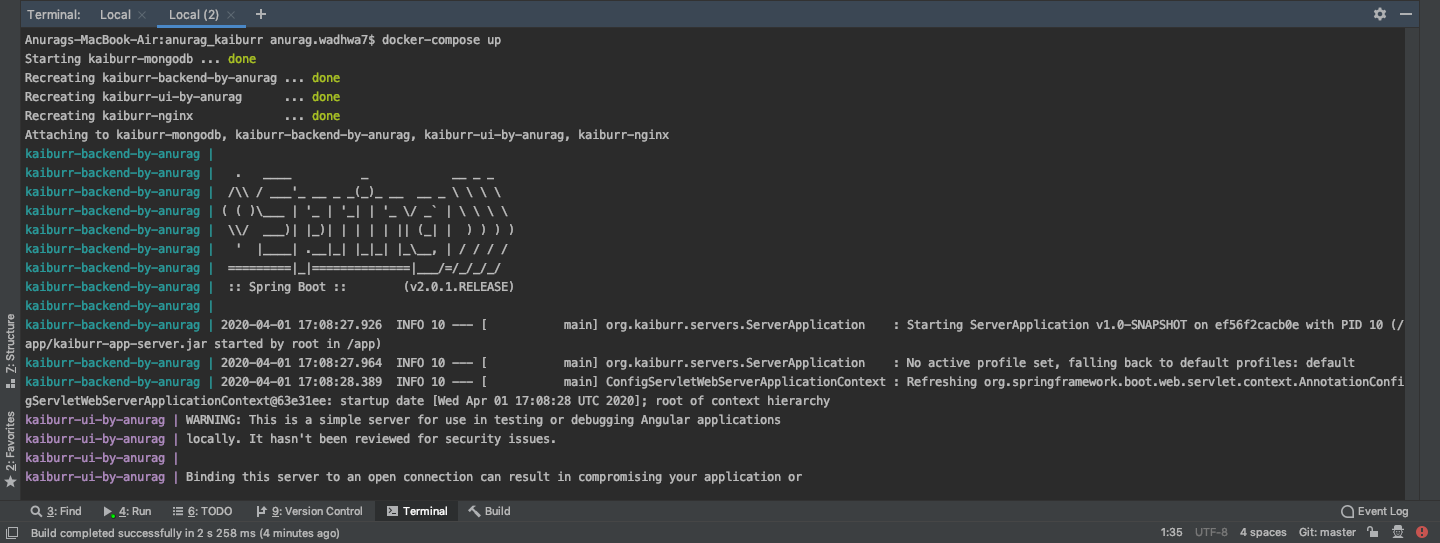 Terminal: Local × Local (2) × +
Anurags-MacBook-Air:anurag_kaiburr anurag.wadhwa7$ docker-compose up
Starting kaiburr-mongodb ... done
Recreating kaiburr-backend-by-anurag ... done
Recreating kaiburr-ui-by-anurag      ... done
Recreating kaiburr-nginx             ... done
Attaching to kaiburr-mongodb, kaiburr-backend-by-anurag, kaiburr-ui-by-anurag, kaiburr-nginx
kaiburr-backend-by-anurag |
kaiburr-backend-by-anurag |   .   ____          _            __ _ _
kaiburr-backend-by-anurag |  /\\ / ___'_ __ _ _(_)_ __  __ _ \ \ \ \
kaiburr-backend-by-anurag | ( ( )\___ | '_ | '_| | '_ \/ _` | \ \ \ \
kaiburr-backend-by-anurag |  \\/  ___)| |_)| | | | | || (_| |  ) ) ) )
kaiburr-backend-by-anurag |   '  |____| .__|_| |_|_| |_\__, | / / / /
kaiburr-backend-by-anurag |  =========|_|==============|___/=/_/_/_/
kaiburr-backend-by-anurag |  :: Spring Boot ::        (v2.0.1.RELEASE)
kaiburr-backend-by-anurag |
kaiburr-backend-by-anurag | 2020-04-01 17:08:27.926  INFO 10 --- [           main] org.kaiburr.servers.ServerApplication    : Starting ServerApplication v1.0-SNAPSHOT on ef56f2cacb0e with PID 10 (/
app/kaiburr-app-server.jar started by root in /app)
kaiburr-backend-by-anurag | 2020-04-01 17:08:27.964  INFO 10 --- [           main] org.kaiburr.servers.ServerApplication    : No active profile set, falling back to default profiles: default
kaiburr-backend-by-anurag | 2020-04-01 17:08:28.389  INFO 10 --- [           main] ConfigServletWebServerApplicationContext : Refreshing org.springframework.boot.web.servlet.context.AnnotationConfi
gServletWebServerApplicationContext@63e31ee: startup date [Wed Apr 01 17:08:28 UTC 2020]; root of context hierarchy
kaiburr-ui-by-anurag | WARNING: This is a simple server for use in testing or debugging Angular applications
kaiburr-ui-by-anurag | locally. It hasn't been reviewed for security issues.
kaiburr-ui-by-anurag |
kaiburr-ui-by-anurag | Binding this server to an open connection can result in compromising your application or
Z: Structure
2: Favorites
3: Find 4: Run 6: TODO 9: Version Control Terminal Build Event Log
Build completed successfully in 2 s 258 ms (4 minutes ago) 1:35 UTF-8 4 spaces Git: master